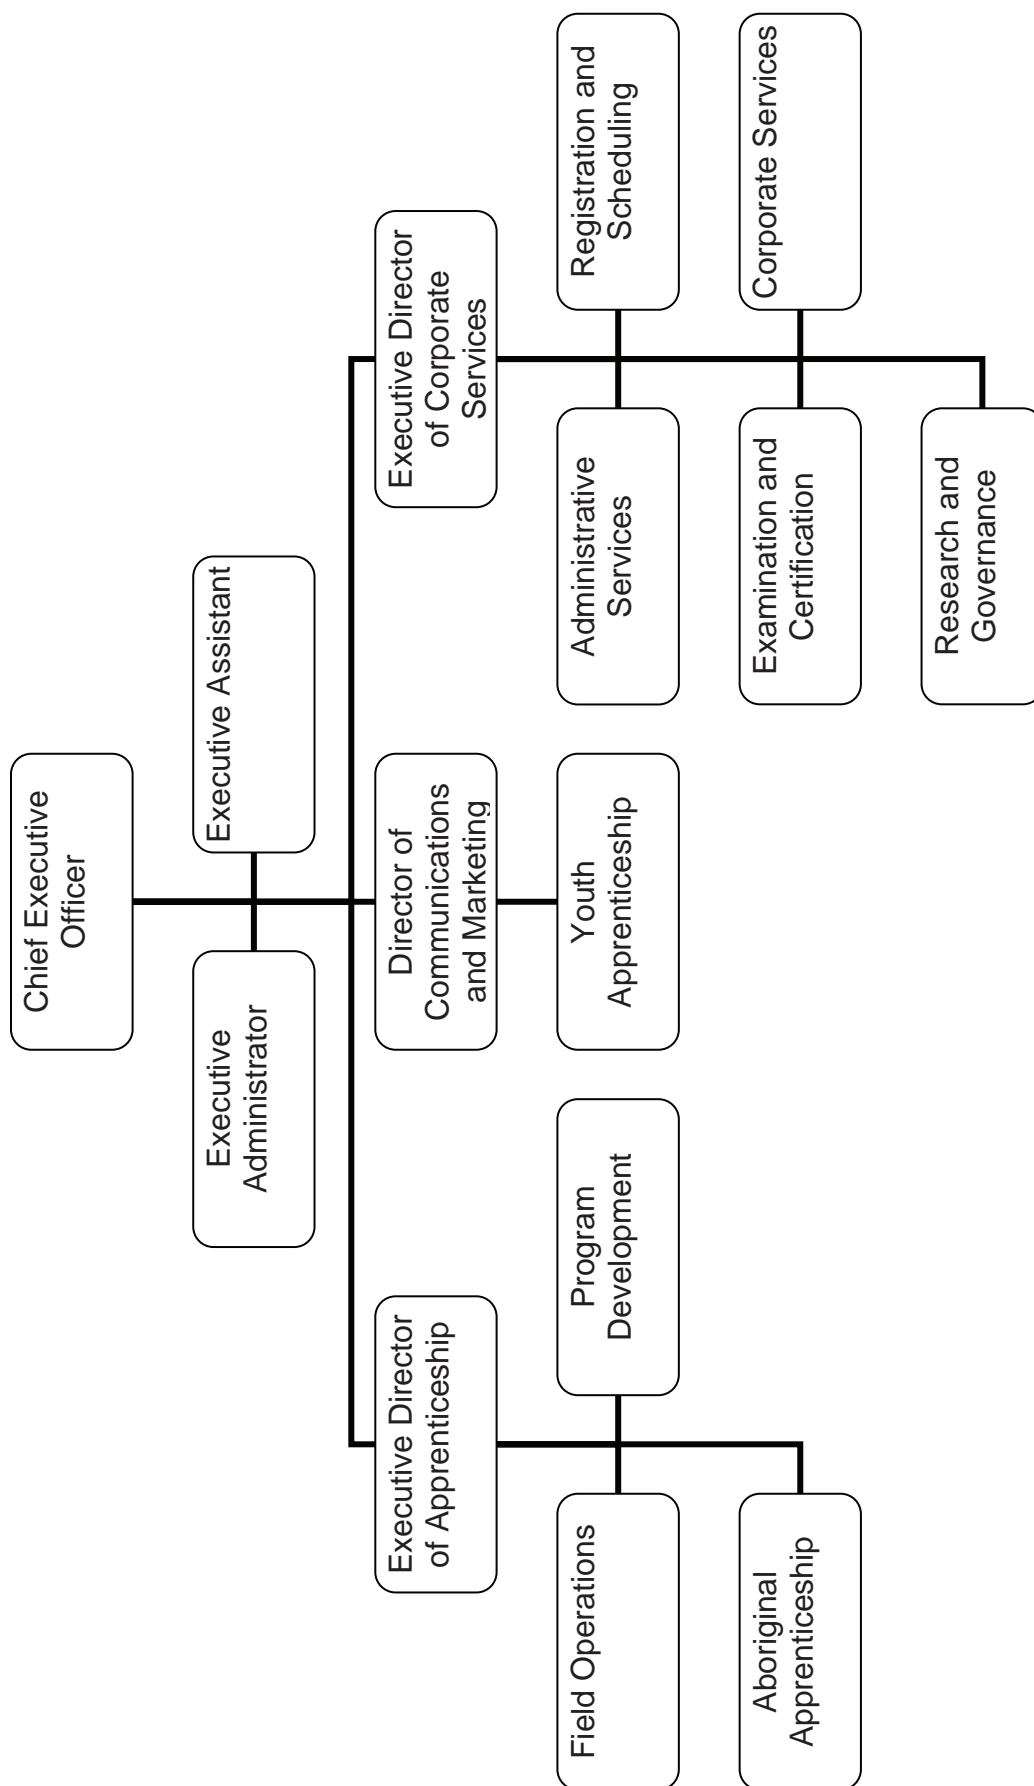 Chief Executive
Officer
Executive
Administrator
Executive Assistant
Executive Director
of Apprenticeship
Director of
Communications
and Marketing
Executive Director
of Corporate
Services
Field Operations
Program
Development
Youth
Apprenticeship
Administrative
Services
Registration and
Scheduling
Aboriginal
Apprenticeship
Examination and
Certification
Corporate Services
Research and
Governance